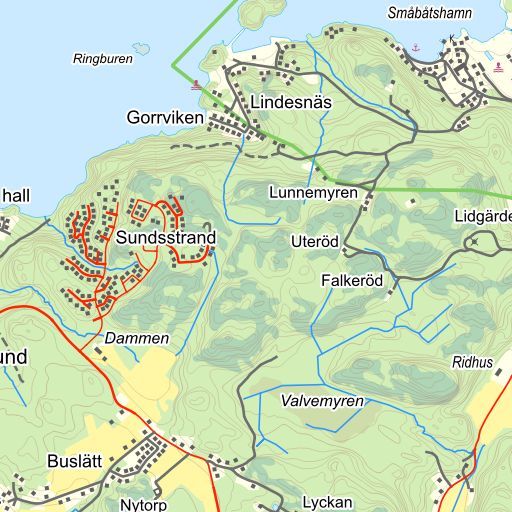 Småbåtshamn
K
Ringburen
Lindesnäs
Gorrviken
Lunnemyren
hall
Lidgärde
Sundsstrand
Uteröd
Falkeröd
Dammen
und
Ridhus
Valvemyren
Buslätt
Nytorp
Lyckan